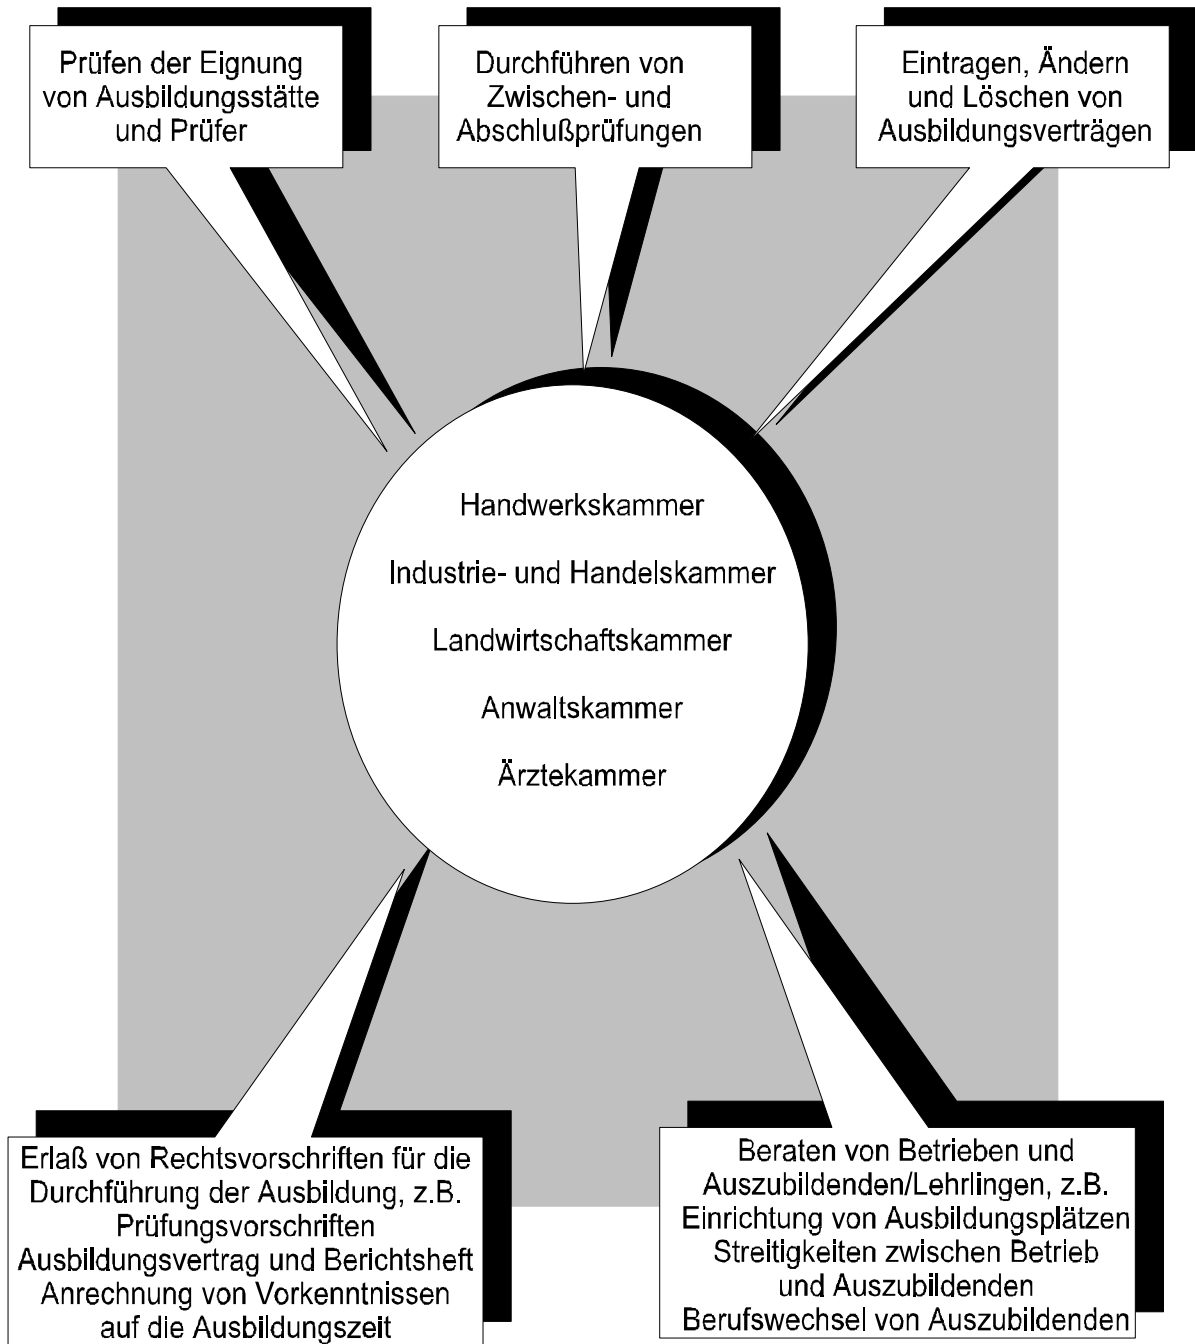 Prüfen der Eignung
von Ausbildungsstätte
und Prüfer
Durchführen von
Zwischen- und
Abschlußprüfungen
Eintragen, Ändern
und Löschen von
Ausbildungsverträgen
Handwerkskammer
Industrie- und Handelskammer
Landwirtschaftskammer
Anwaltskammer
Ärztekammer
Erlaß von Rechtsvorschriften für die
Durchführung der Ausbildung, z.B.
Prüfungsvorschriften
Ausbildungsvertrag und Berichtsheft
Anrechnung von Vorkenntnissen
auf die Ausbildungszeit
Beraten von Betrieben und
Auszubildenden/Lehrlingen, z.B.
Einrichtung von Ausbildungsplätzen
Streitigkeiten zwischen Betrieb
und Auszubildenden
Berufswechsel von Auszubildenden